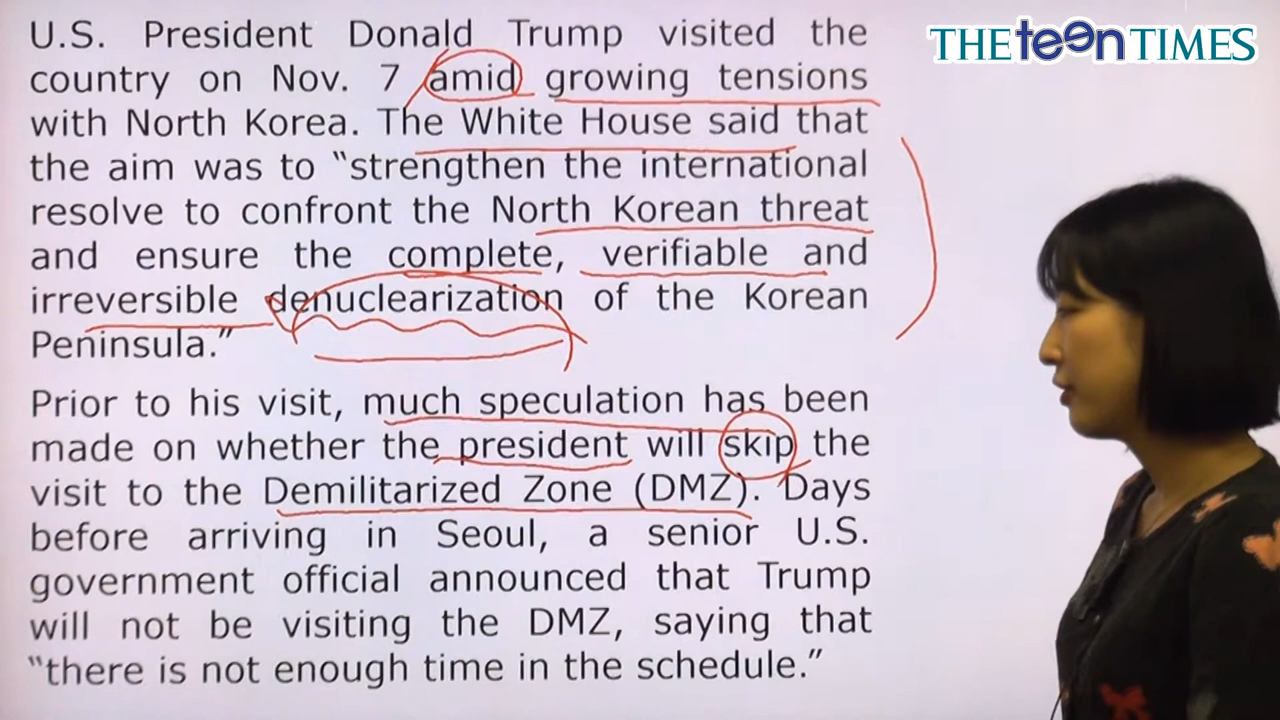 THE teen TIMES
U.S. President Donald Trump visited the
country on Nov. 7 amid growing tensions
with North Korea. The White House said that
the aim was to “strengthen the international
resolve to confront the North Korean threat
and ensure the complete, verifiable and
irreversible denuclearization of the Korean
Peninsula.”
Prior to his visit, much speculation has been
made on whether the president will skip the
visit to the Demilitarized Zone (DMZ). Days
before arriving in Seoul, a senior U.S.
government official announced that Trump
will not be visiting the DMZ, saying that
“there is not enough time in the schedule.”